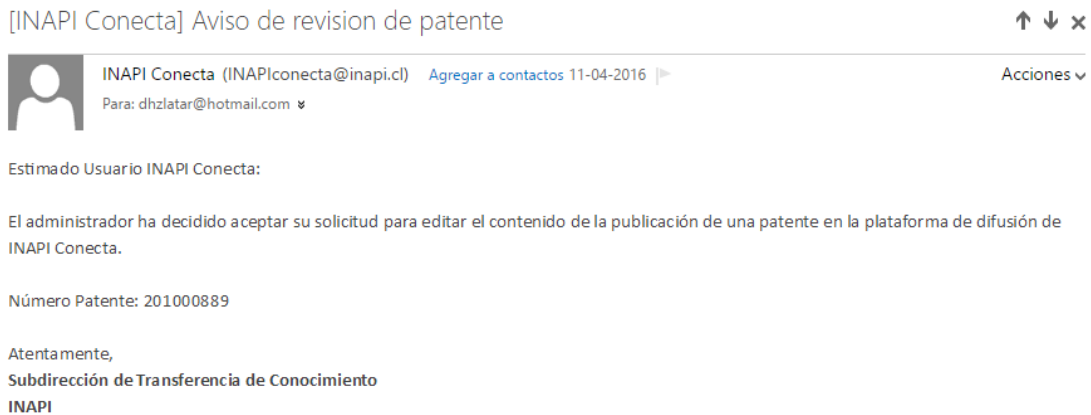 [INAPI Conecta] Aviso de revision de patente
INAPI Conecta (INAPIconecta@inapi.cl) Agregar a contactos 11-04-2016
Acciones
Para: dhzlatar@hotmail.com
Estimado Usuario INAPI Conecta:
El administrador ha decidido aceptar su solicitud para editar el contenido de la publicación de una patente en la plataforma de difusión de
INAPI Conecta.
Número Patente: 201000889
Atentamente,
Subdirección de Transferencia de Conocimiento
INAPI